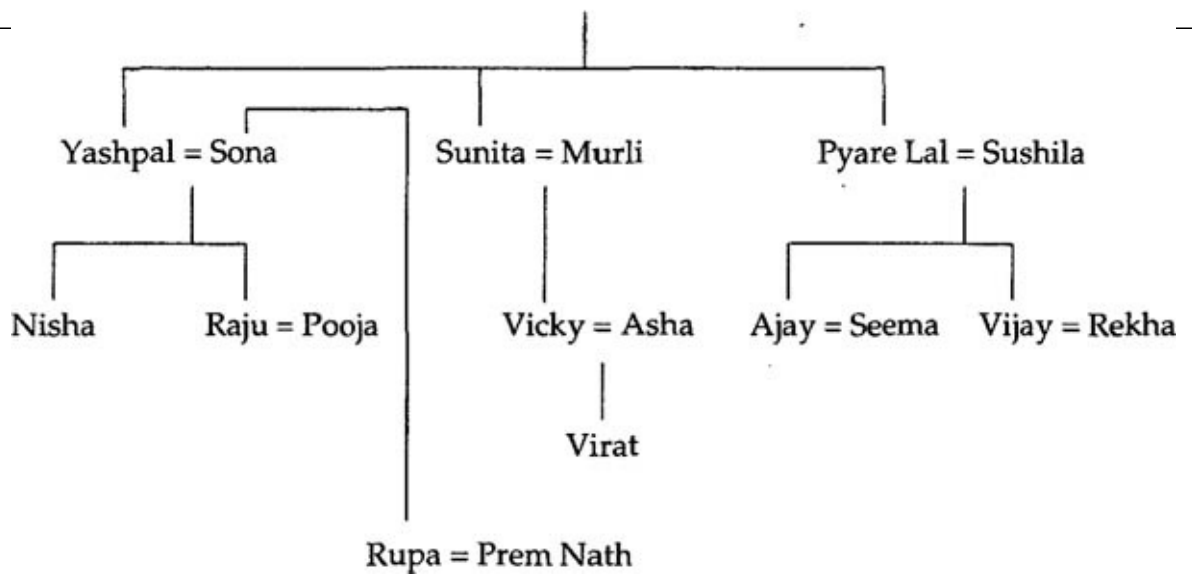 Yashpal = Sona Sunita = Murli Pyare Lal = Sushila
Nisha Raju = Pooja Vicky = Asha Ajay = Seema Vijay = Rekha
Virat
Rupa = Prem Nath